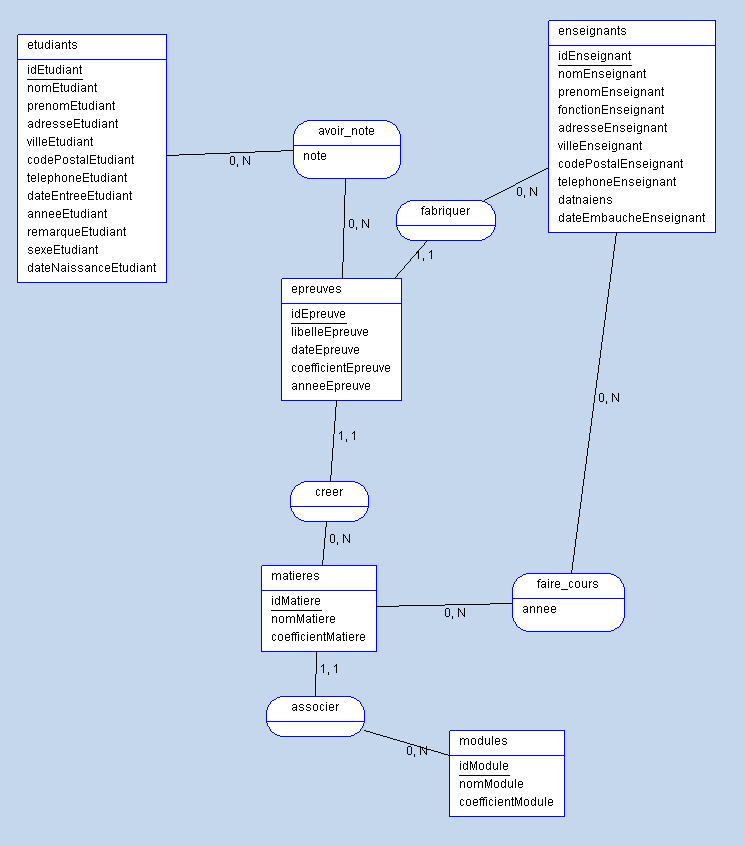 etudiants
idEtudiant
nomEtudiant
prenomEtudiant
adresseEtudiant
villeEtudiant
codePostalEtudiant
telephoneEtudiant
dateEntreeEtudiant
anneeEtudiant
remarqueEtudiant
sexeEtudiant
dateNaissanceEtudiant
0, N
avoir_note
note
0, N
enseignants
idEnseignant
nomEnseignant
prenomEnseignant
fonctionEnseignant
adresseEnseignant
villeEnseignant
codePostalEnseignant
telephoneEnseignant
datnaiens
dateEmbaucheEnseignant
0, N
fabriquer
1, 1
epreuves
idEpreuve
libelleEpreuve
dateEpreuve
coefficientEpreuve
anneeEpreuve
1, 1
0, N
creer
0, N
matieres
idMatiere
nomMatiere
coefficientMatiere
0, N
faire_cours
annee
1, 1
associer
0, N
modules
idModule
nomModule
coefficientModule